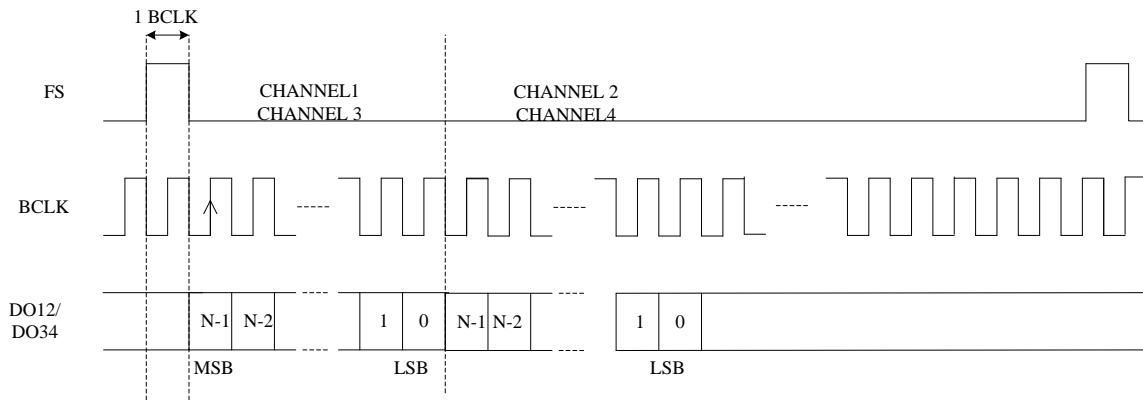 1 BCLK
FS
CHANNEL1
CHANNEL 3
CHANNEL 2
CHANNEL4
BCLK
DO12/
DO34
N-1 N-2 1 0 N-1 N-2 1 0
MSB LSB LSB